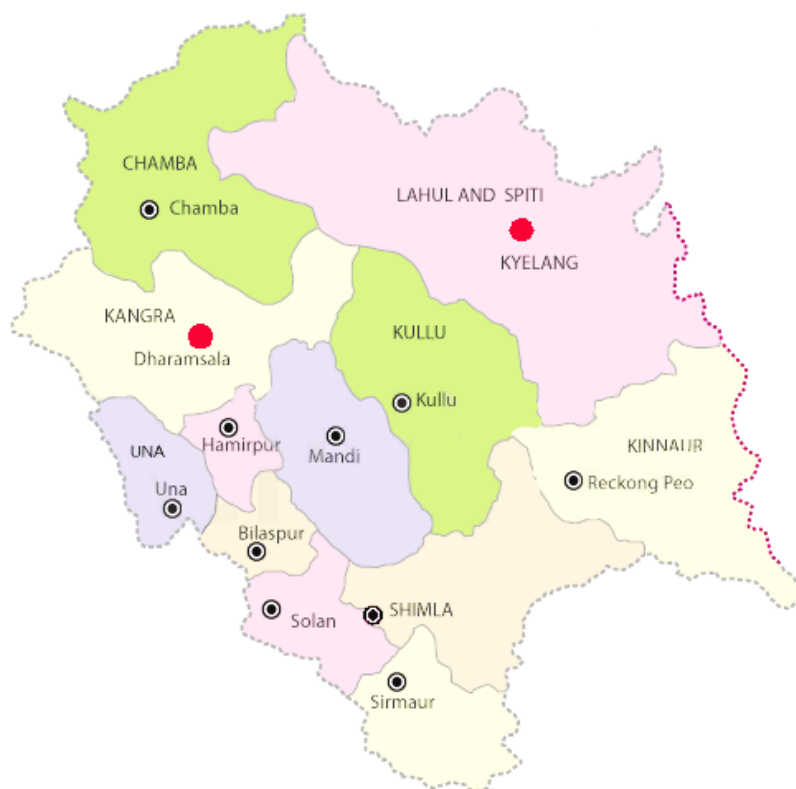 CHAMBA
Chamba
LAHUL AND SPITI
KYELANG
KANGRA
Dharamsala
KULLU
Kullu
UNA
Una
Hamirpur
Mandi
KINNAUR
Reckong Peo
Bilaspur
Solan
SHIMLA
Sirmaur